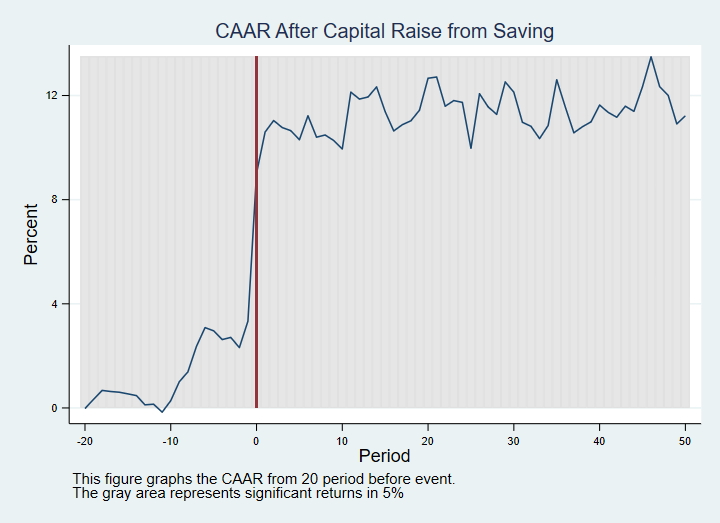 CAAR After Capital Raise from Saving
12
8
4
0
Percent
-20 -10 0 10 20 30 40 50
Period
This figure graphs the CAAR from 20 period before event.
The gray area represents significant returns in 5%